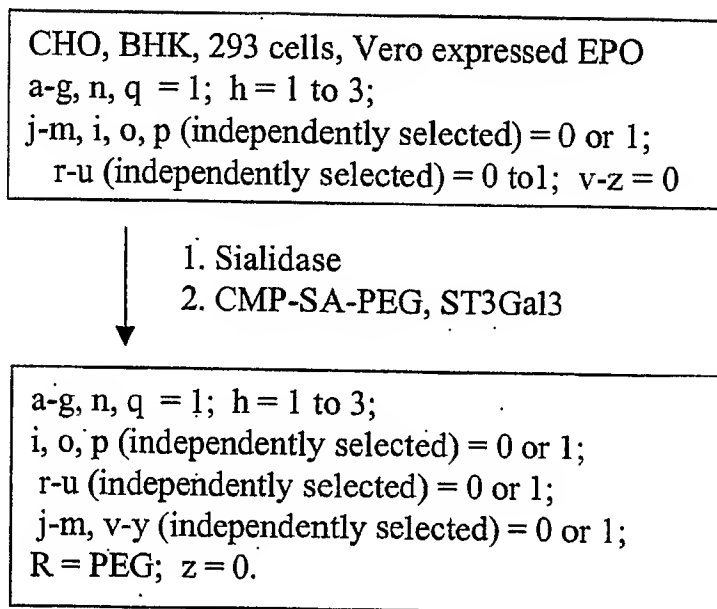 CHO, BHK, 293 cells, Vero expressed EPO
a-g, n, q = 1; h = 1 to 3;
j-m, i, o, p (independently selected) = 0 or 1;
r-u (independently selected) = 0 to1; v-z = 0
1. Sialidase
2. CMP-SA-PEG, ST3Gal3
a-g, n, q = 1; h = 1 to 3;
i, o, p (independently selected) = 0 or 1;
r-u (independently selected) = 0 or 1;
j-m, v-y (independently selected) = 0 or 1;
R = PEG; z = 0.